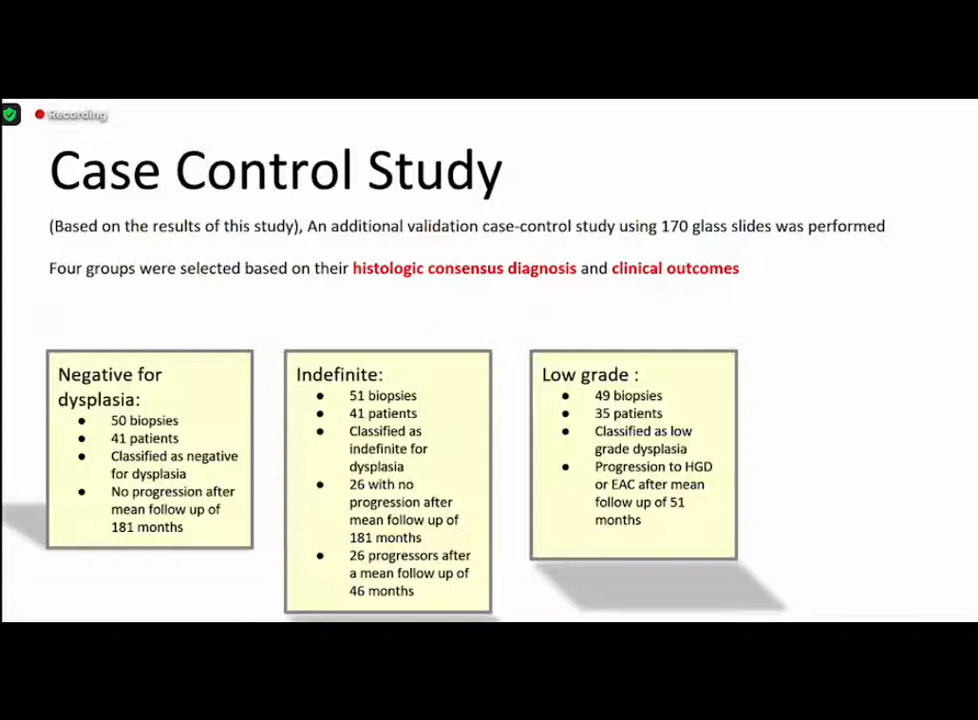 Recording
Case Control Study
(Based on the results of this study), An additional validation case-control study using 170 glass slides was performed
Four groups were selected based on their histologic consensus diagnosis and clinical outcomes
Negative for
dysplasia:
● 50 biopsies
● 41 patients
● Classified as negative
for dysplasia
● No progression after
mean follow up of
181 months
Indefinite:
● 51 biopsies
● 41 patients
● Classified as
indefinite for
dysplasia
● 26 with no
progression after
mean follow up of
181 months
● 26 progressors after
a mean follow up of
46 months
Low grade :
● 49 biopsies
● 35 patients
● Classified as low
grade dysplasia
● Progression to HGD
or EAC after mean
follow up of 51
months